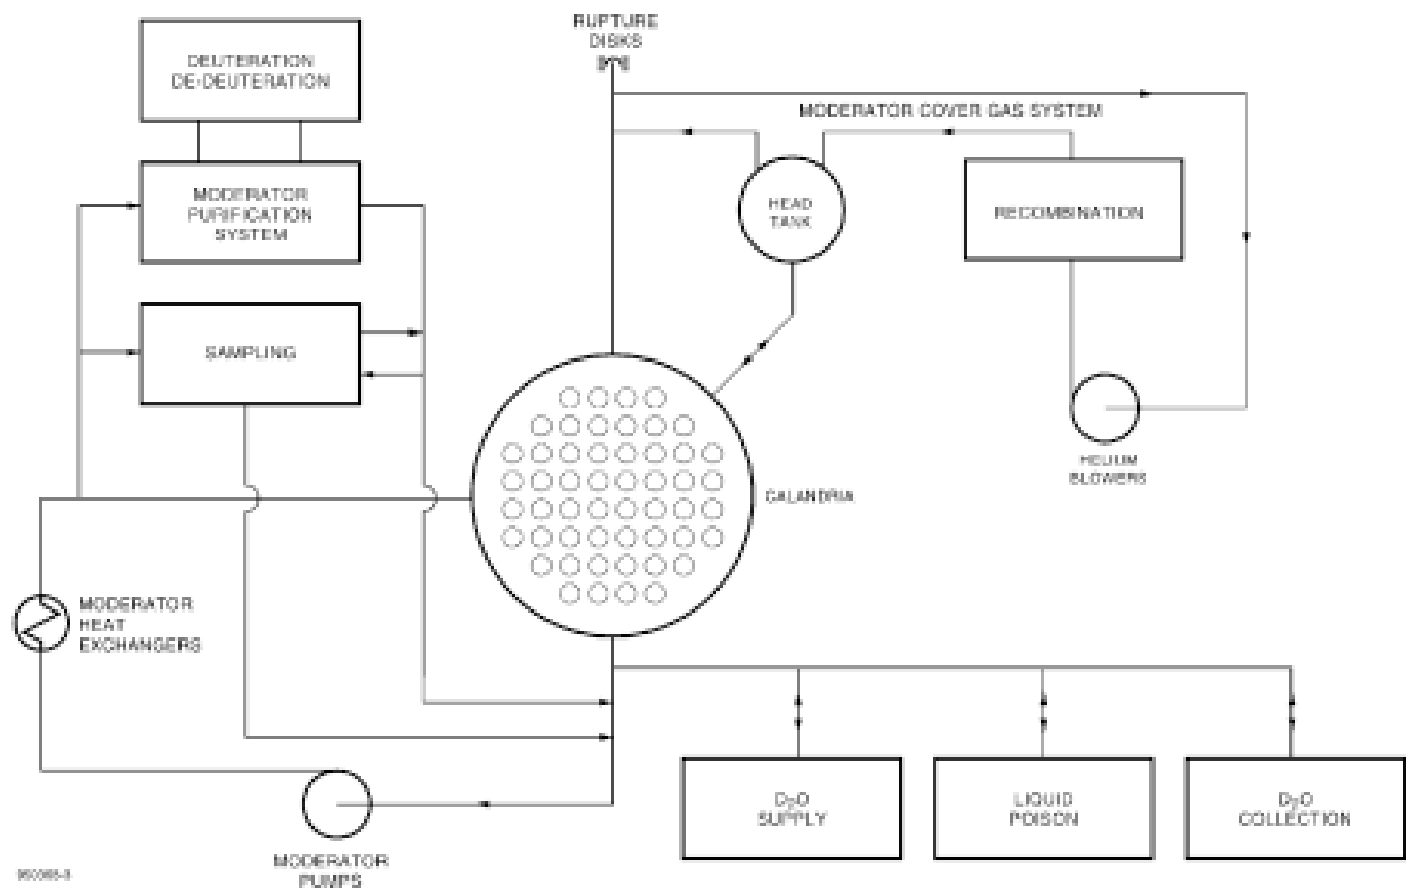 RUPTURE
DISKS
DEUTERATION
DE-DEUTERATION
MODERATOR COVER GAS SYSTEM
MODERATOR
PURIFICATION
SYSTEM
HEAD
TANK
RECOMBINATION
SAMPLING
HELIUM
BLOWERS
CALANDRIA
MODERATOR
HEAT
EXCHANGERS
D2O
SUPPLY
LIQUID
POISON
D2O
COLLECTION
MODERATOR
PUMPS